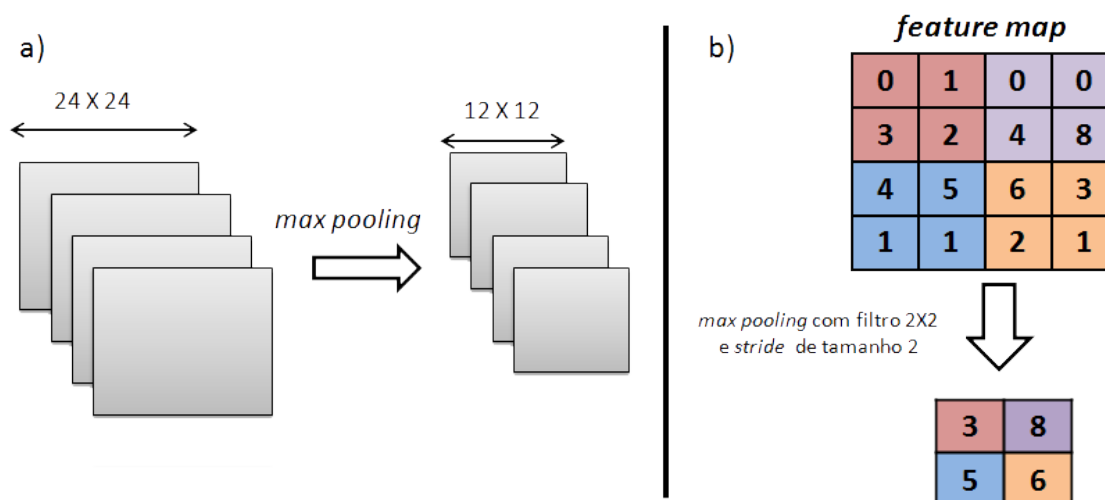 a)
24 X 24
max pooling
12 X 12
b)
feature map
0 1 0 0
3 2 4 8
4 5 6 3
1 1 2 1
max pooling com filtro 2X2
e stride de tamanho 2
3 8
5 6